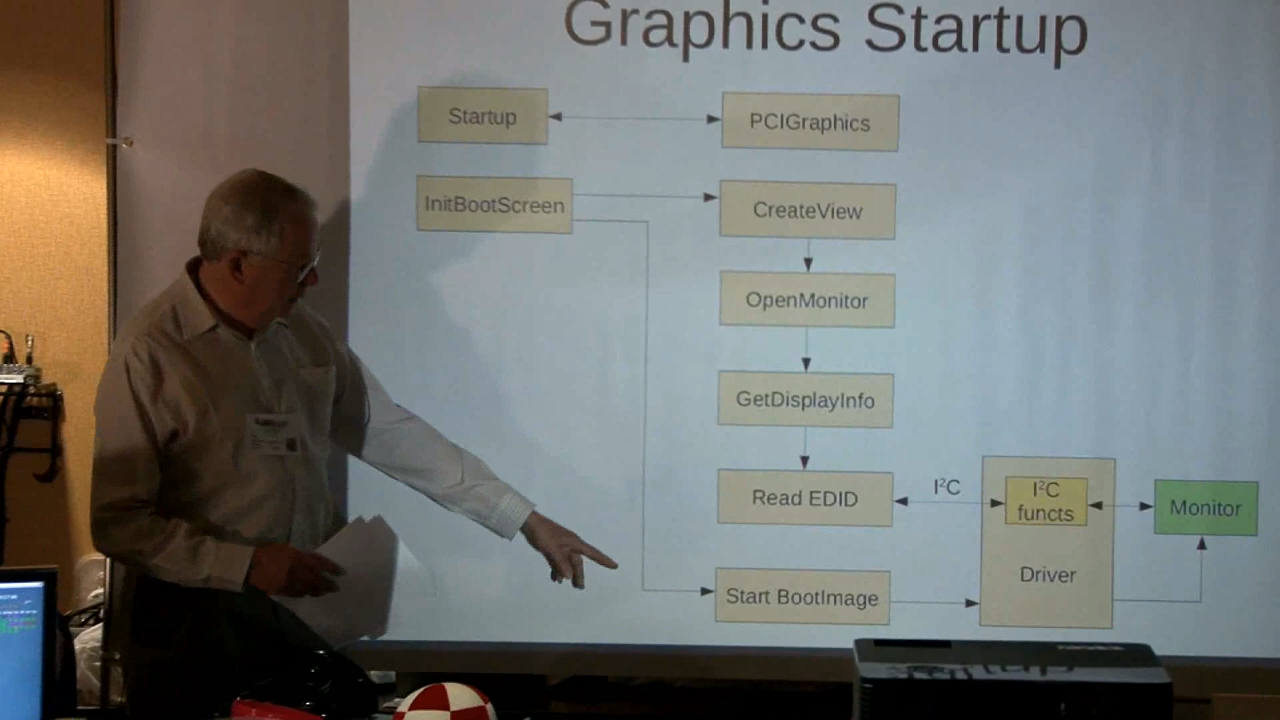 Graphics Startup
Startup
PCIGraphics
InitBootScreen
CreateView
OpenMonitor
GetDisplayInfo
Read EDID
I²C
I²C
functs
Monitor
Driver
Start BootImage